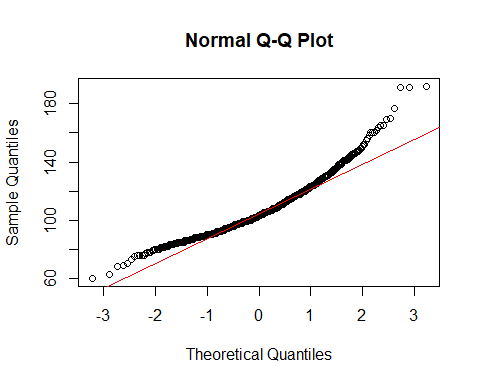 Normal Q-Q Plot
Sample Quantiles
180
140
100
60
-3 -2 -1 0 1 2 3
Theoretical Quantiles